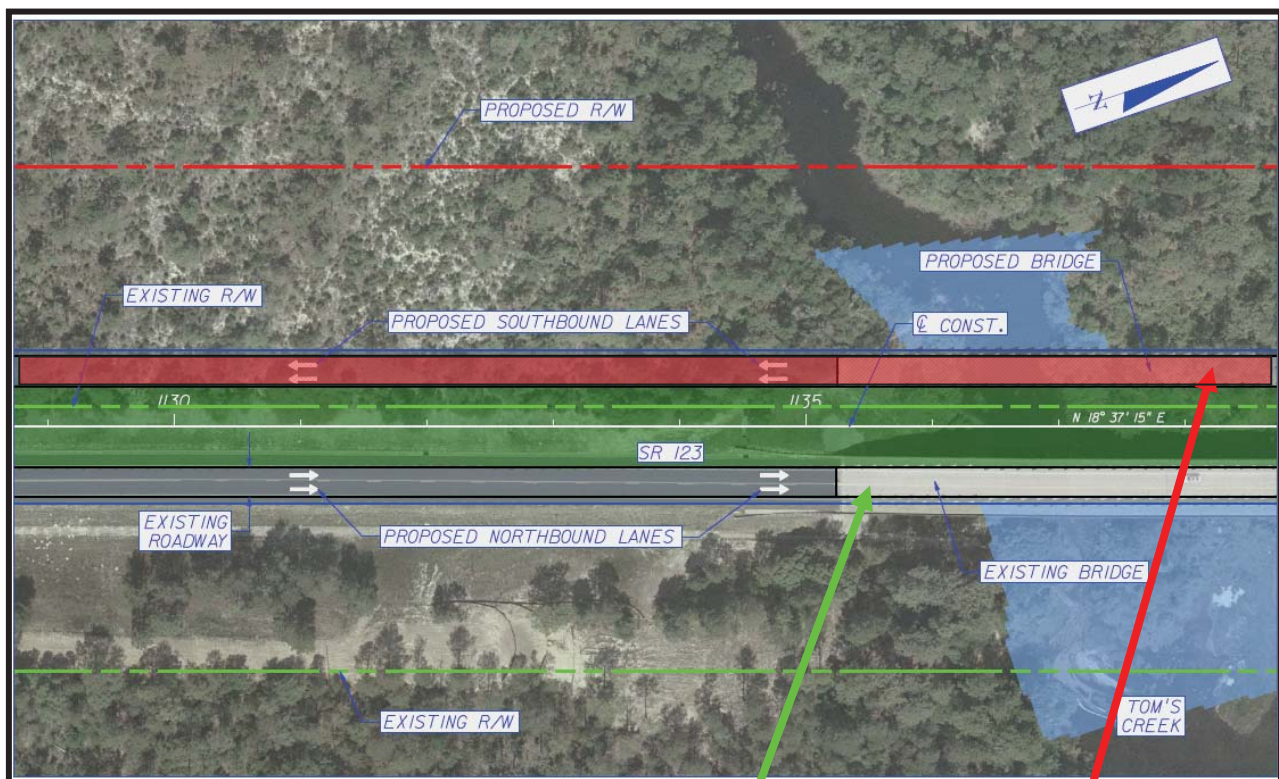 PROPOSED R/W
N
EXISTING R/W
PROPOSED BRIDGE
PROPOSED SOUTHBOUND LANES
℄ CONST.
1130
1135
N 18° 37' 15" E
SR 123
EXISTING
ROADWAY
PROPOSED NORTHBOUND LANES
EXISTING BRIDGE
EXISTING R/W
TOM'S
CREEK